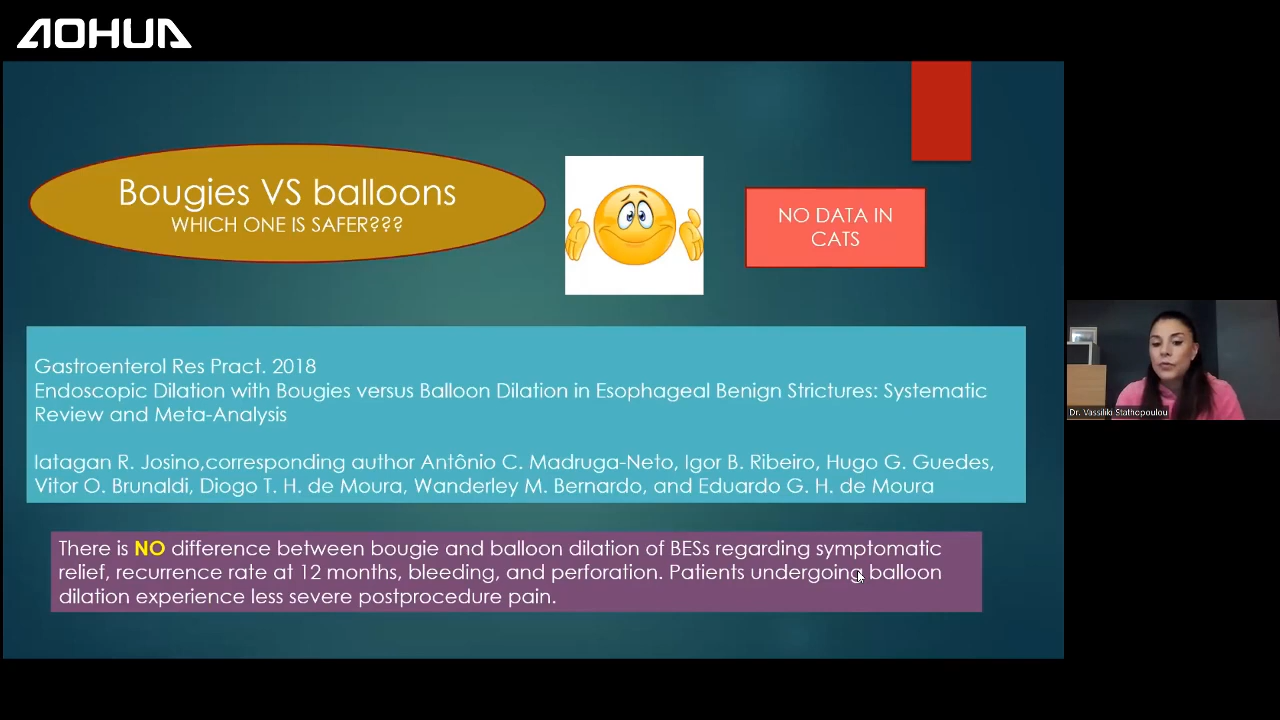 AOHUA
Bougies VS balloons
WHICH ONE IS SAFER???
NO DATA IN
CATS
Gastroenterol Res Pract. 2018
Endoscopic Dilation with Bougies versus Balloon Dilation in Esophageal Benign Strictures: Systematic
Review and Meta-Analysis
Iatagan R. Josino,corresponding author Antônio C. Madruga-Neto, Igor B. Ribeiro, Hugo G. Guedes,
Vitor O. Brunaldi, Diogo T. H. de Moura, Wanderley M. Bernardo, and Eduardo G. H. de Moura
There is NO difference between bougie and balloon dilation of BESs regarding symptomatic
relief, recurrence rate at 12 months, bleeding, and perforation. Patients undergoing balloon
dilation experience less severe postprocedure pain.
Dr. Vassiliki Stathopoulou